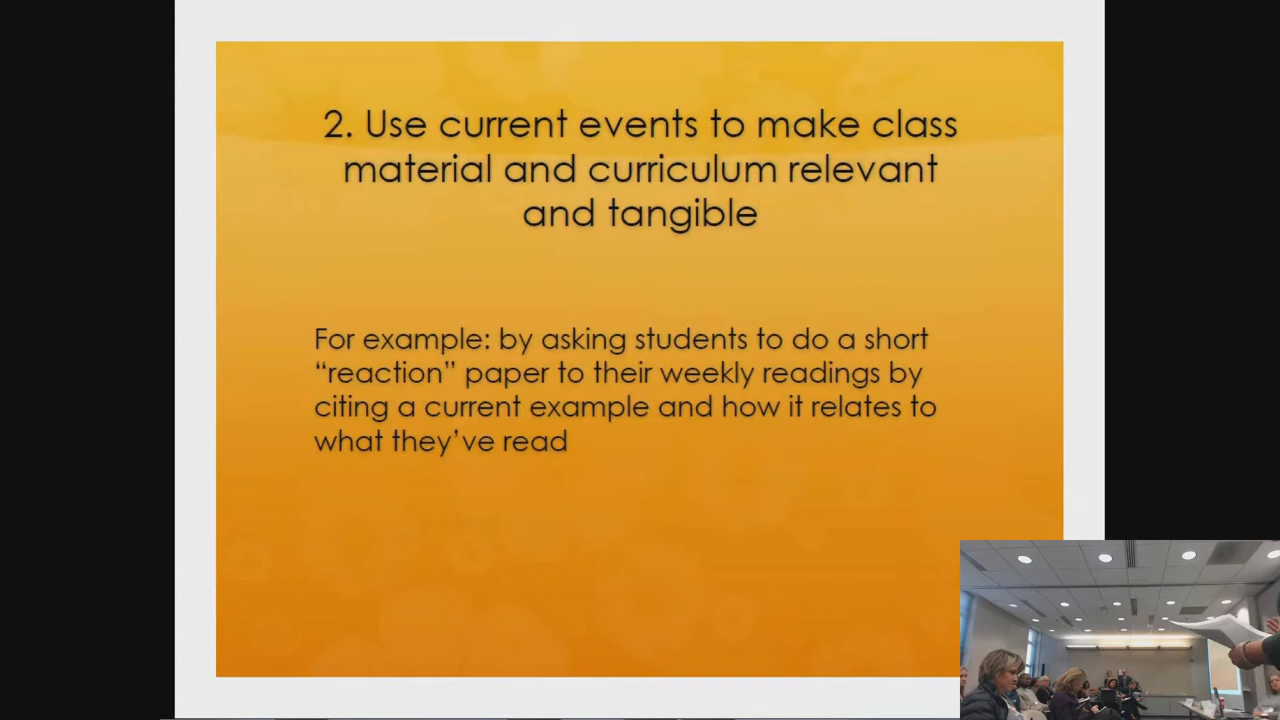 2. Use current events to make class
material and curriculum relevant
and tangible
For example: by asking students to do a short
“reaction” paper to their weekly readings by
citing a current example and how it relates to
what they’ve read